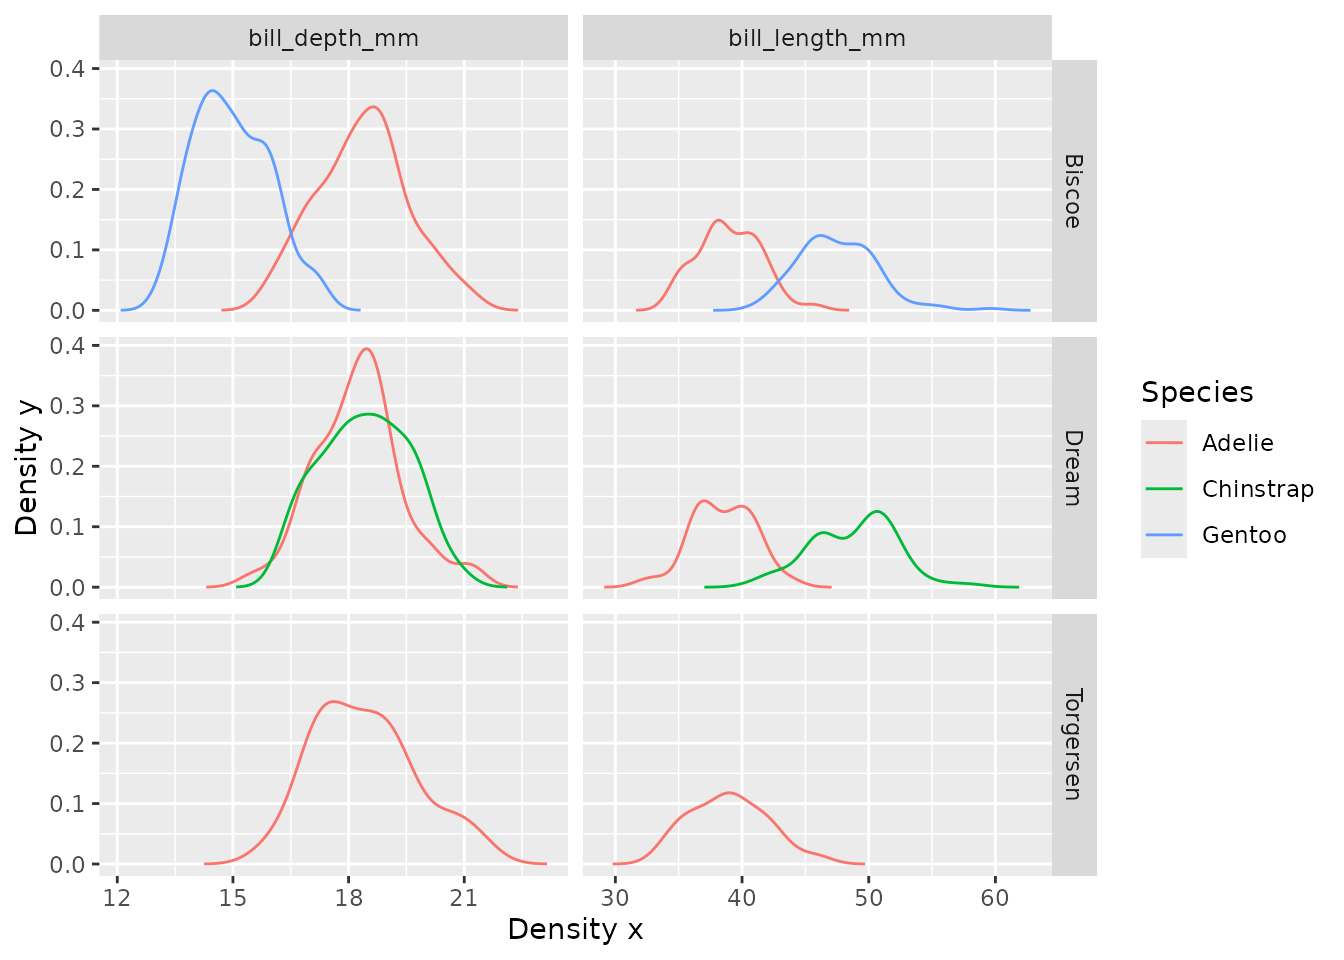 bill_depth_mm
bill_length_mm
0.4
0.3
0.2
0.1
0.0
Biscoe
0.4
0.3
0.2
0.1
0.0
Dream
0.4
0.3
0.2
0.1
0.0
Torgersen
12 15 18 21
30 40 50 60
Density x
Density y
Species
Adelie
Chinstrap
Gentoo